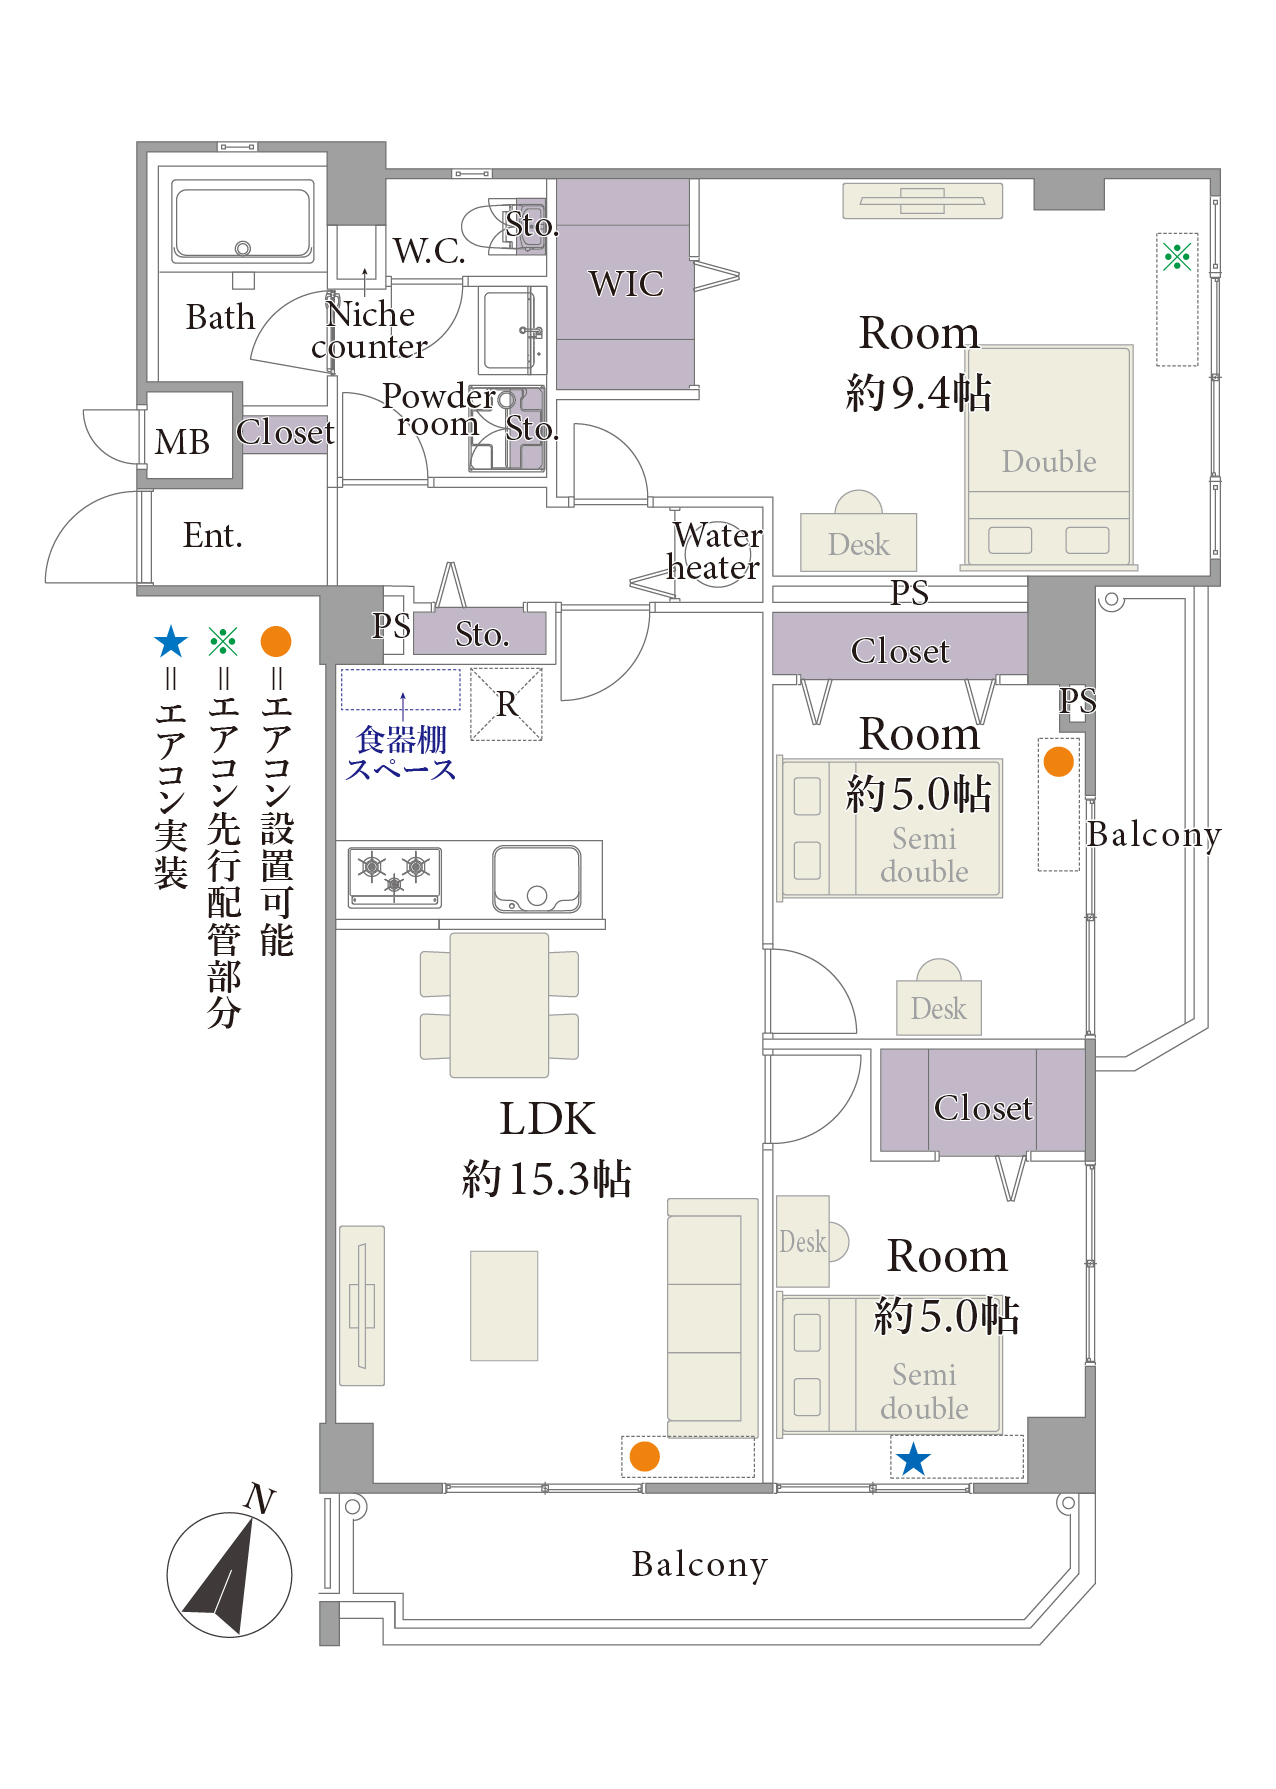 W.C.
Sto.
WIC
Bath
Niche
counter
Room
約9.4帖
※
Powder
room
Sto.
Closet
MB
Double
Desk
Ent.
Water
heater
PS
PS
Sto.
Closet
PS
★=エアコン実装
※=エアコン先行配管部分
●=エアコン設置可能
R
食器棚
スペース
Room
約5.0帖
Semi
double
Balcony
Desk
LDK
約15.3帖
Closet
Desk
Room
約5.0帖
Semi
double
N
Balcony